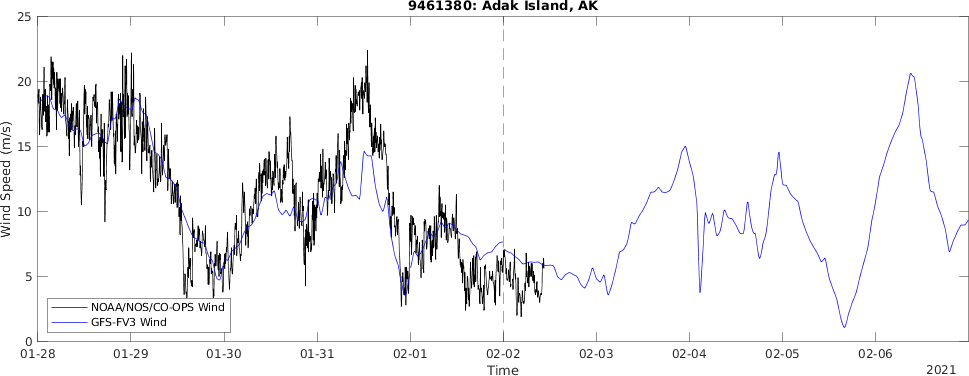 9461380: Adak Island, AK
25
20
15
10
5
0
Wind Speed (m/s)
NOAA/NOS/CO-OPS Wind
GFS-FV3 Wind
01-28 01-29 01-30 01-31 02-01 02-02 02-03 02-04 02-05 02-06
Time
2021